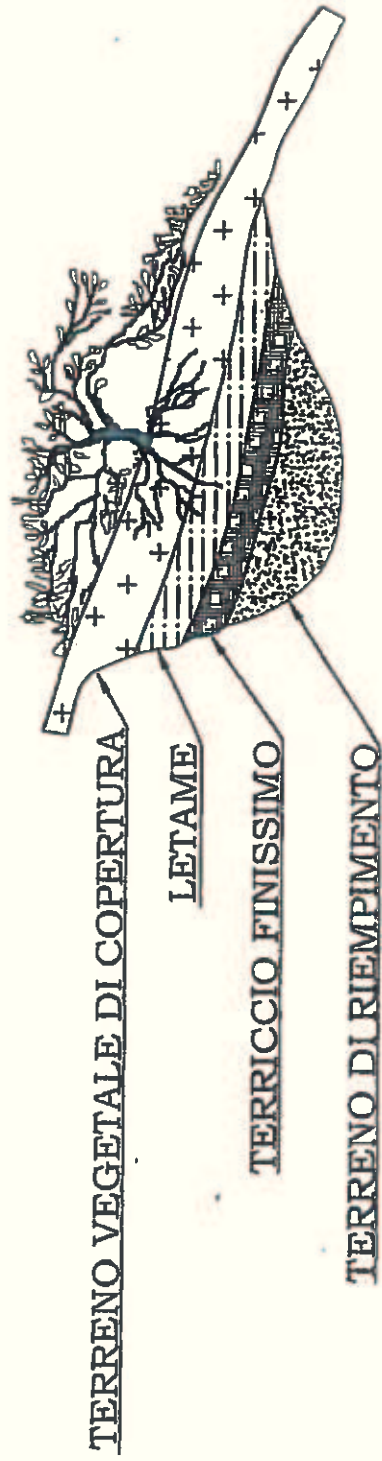 TERRENO VEGETALE DI COPERTURA
LETAME
TERRICCIO FINISSIMO
TERRENO DI RIEMPIMENTO